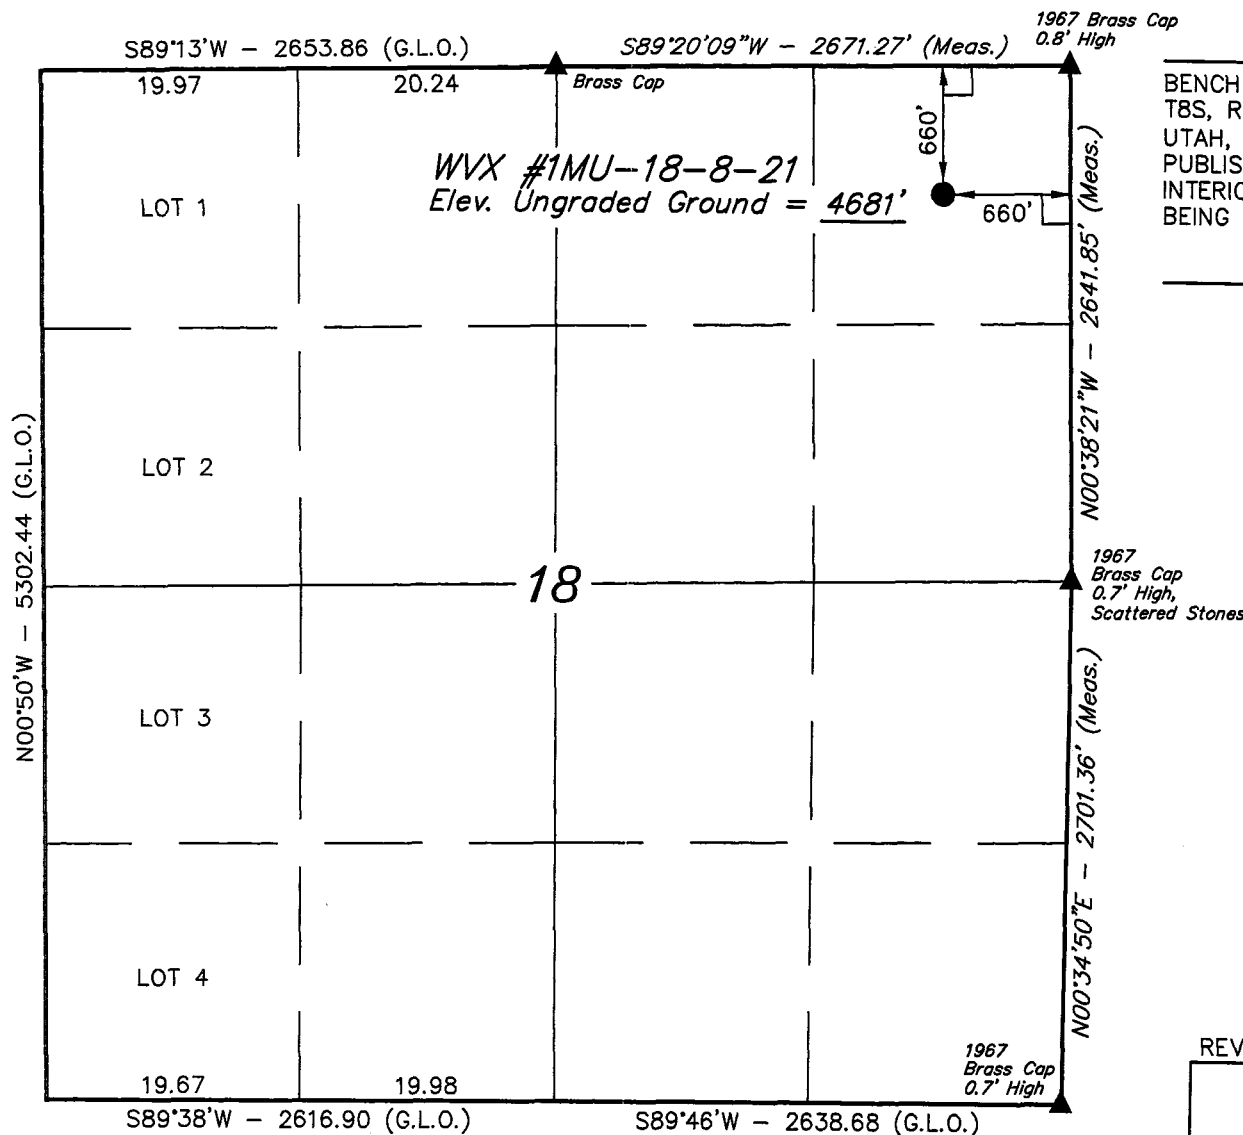 1967 Brass Cap
0.8' High
S89°13'W - 2653.86 (G.L.O.)
S89°20'09"W - 2671.27' (Meas.)
19.97
20.24
Brass Cap
BENCH
T8S, R
UTAH,
PUBLIS
INTERIO
BEING
660'
WVX #1MU-18-8-21
Elev. Ungraded Ground = 4681'
660'
LOT 1
N00°38'21"W - 2641.85' (Meas.)
LOT 2
N00°50'W - 5302.44 (G.L.O.)
18
1967
Brass Cap
0.7' High,
Scattered Stones
LOT 3
N00°34'50"E - 2701.36' (Meas.)
LOT 4
1967
Brass Cap
0.7' High
REV
19.67
19.98
S89°38'W - 2616.90 (G.L.O.)
S89°46'W - 2638.68 (G.L.O.)